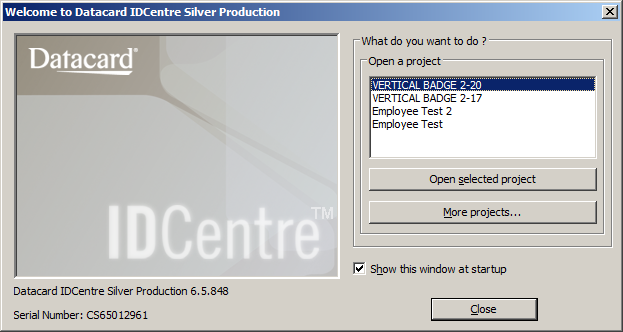 Welcome to Datacard IDCentre Silver Production
Datacard®
IDCentre™
Datacard IDCentre Silver Production 6.5.848
Serial Number: CS65012961
What do you want to do ?
Open a project
VERTICAL BADGE 2-20
VERTICAL BADGE 2-17
Employee Test 2
Employee Test
Open selected project
More projects...
Show this window at startup
Close